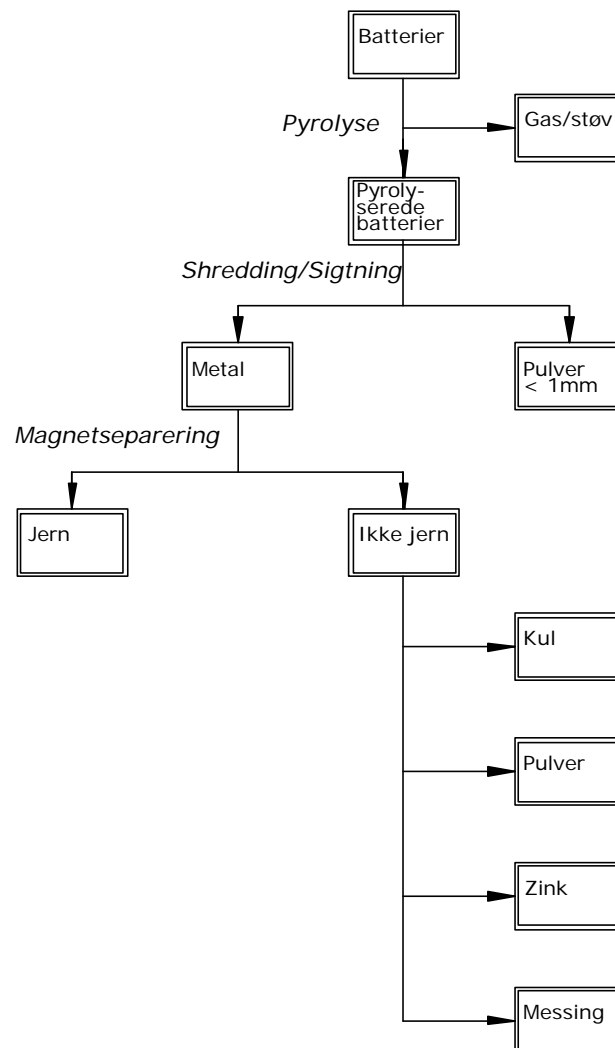 Batterier
Pyrolyse
Gas/støv
Pyroly-
serede
batterier
Shredding/Sigtning
Metal
Pulver
< 1mm
Magnetseparering
Jern
Ikke jern
Kul
Pulver
Zink
Messing